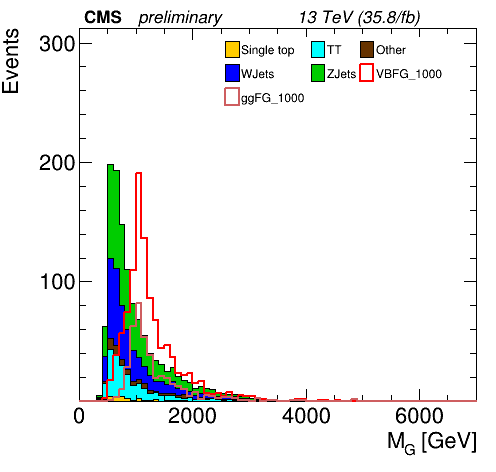 CMS preliminary 13 TeV (35.8/fb)
Events
300
200
100
Single top TT Other
WJets ZJets VBFG_1000
ggFG_1000
0 2000 4000 6000
M_G [GeV]